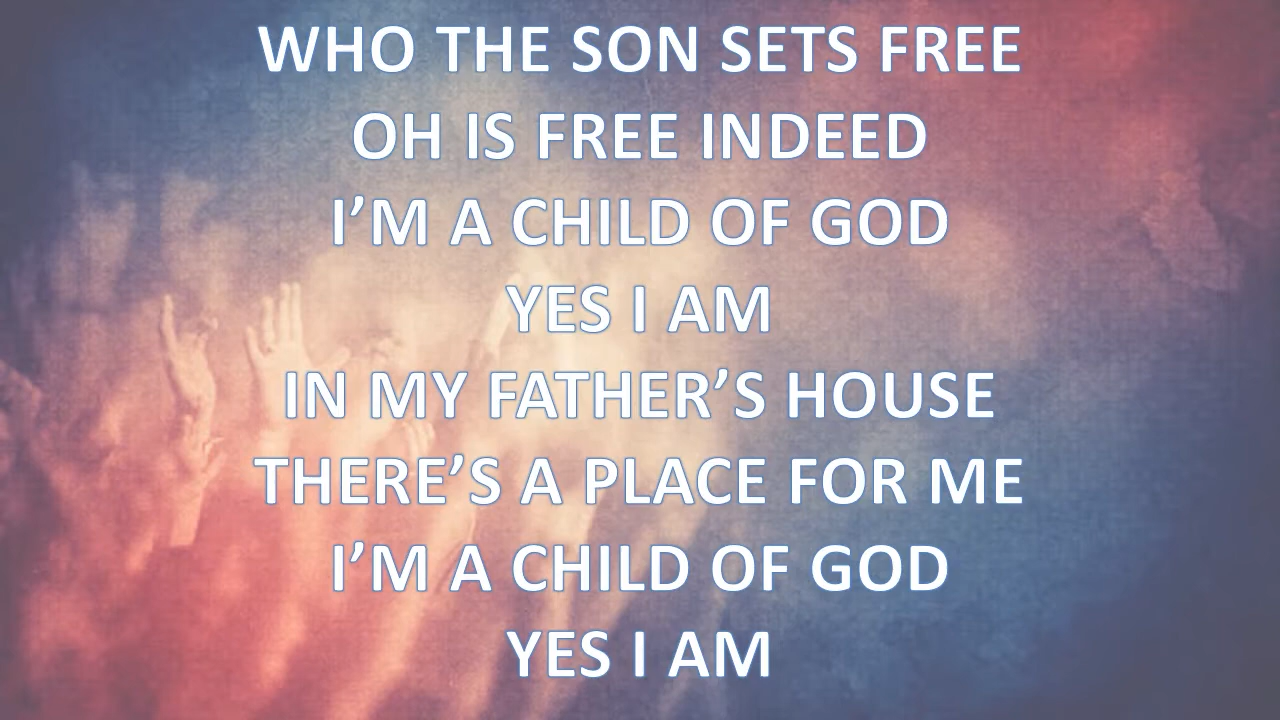 WHO THE SON SETS FREE
OH IS FREE INDEED
I’M A CHILD OF GOD
YES I AM
IN MY FATHER’S HOUSE
THERE’S A PLACE FOR ME
I’M A CHILD OF GOD
YES I AM